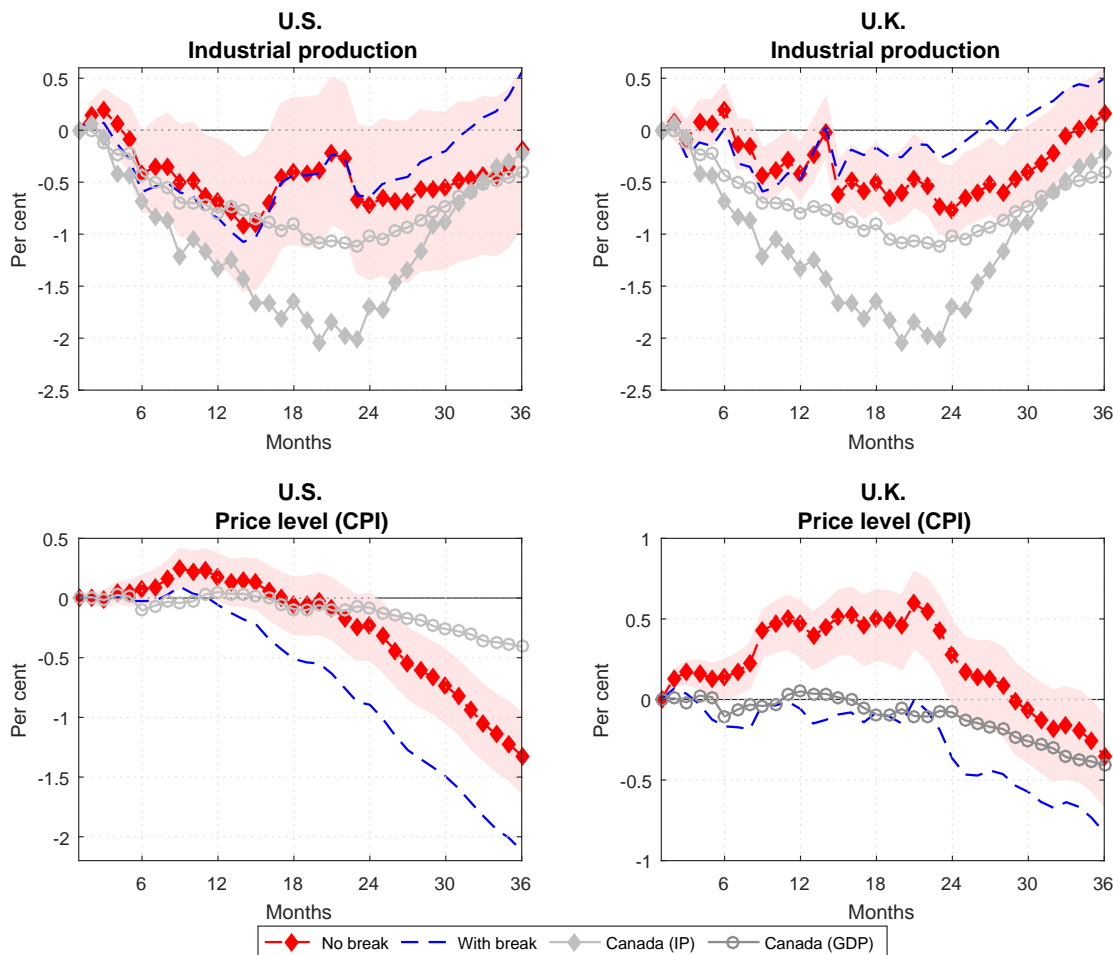 U.S.
Industrial production
Per cent
0.5
0
-0.5
-1
-1.5
-2
-2.5
6 12 18 24 30 36
Months
U.K.
Industrial production
Per cent
0.5
0
-0.5
-1
-1.5
-2
-2.5
6 12 18 24 30 36
Months
U.S.
Price level (CPI)
Per cent
0.5
0
-0.5
-1
-1.5
-2
6 12 18 24 30 36
Months
U.K.
Price level (CPI)
Per cent
1
0.5
0
-0.5
-1
6 12 18 24 30 36
Months
No break With break Canada (IP) Canada (GDP)